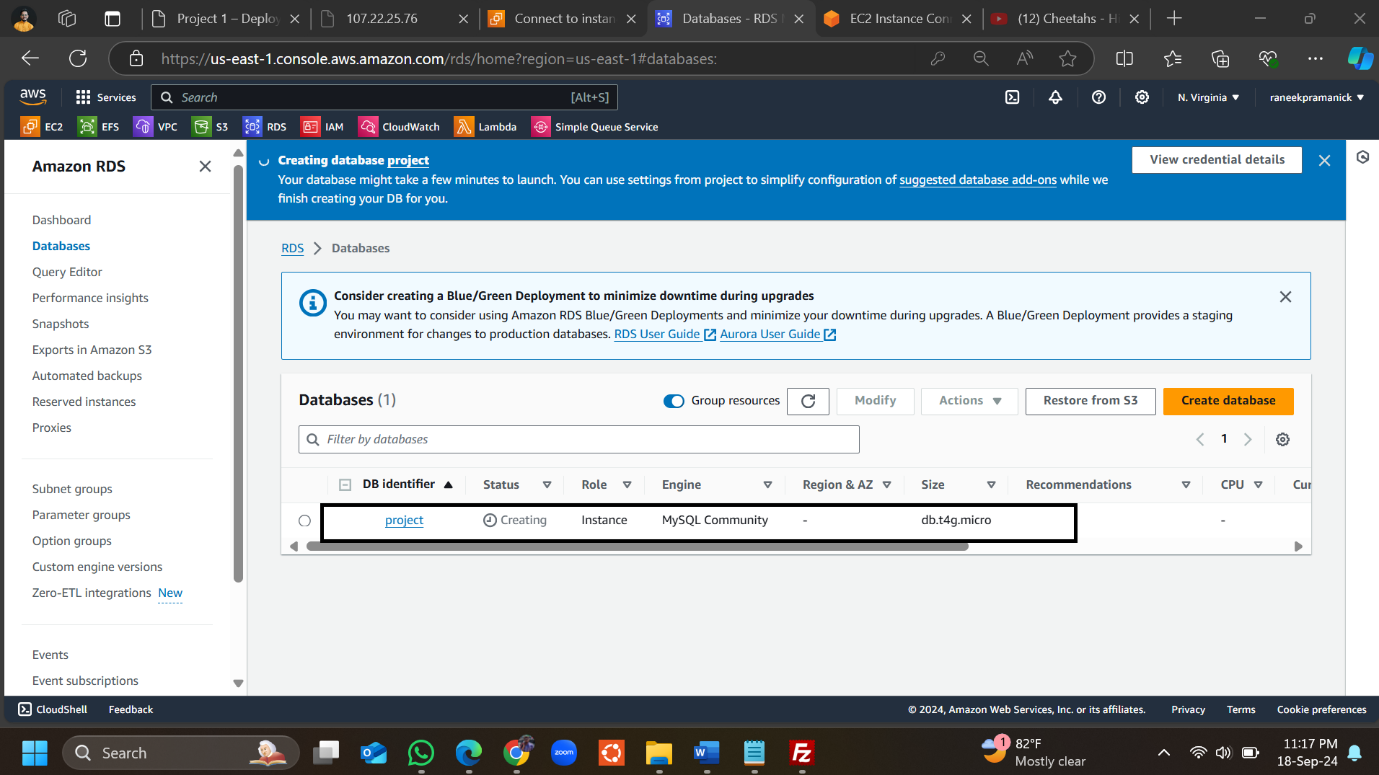 Project 1 – Deploy
107.22.25.76
Connect to instan
Databases - RDS
EC2 Instance Con
(12) Cheetahs - H
https://us-east-1.console.aws.amazon.com/rds/home?region=us-east-1#databases:
aws
Services
Search
[Alt+S]
N. Virginia
raneekpramanick
EC2
EFS
VPC
S3
RDS
IAM
CloudWatch
Lambda
Simple Queue Service
Amazon RDS
Dashboard
Databases
Query Editor
Performance insights
Snapshots
Exports in Amazon S3
Automated backups
Reserved instances
Proxies
Subnet groups
Parameter groups
Option groups
Custom engine versions
Zero-ETL integrations New
Events
Event subscriptions
Creating database project
Your database might take a few minutes to launch. You can use settings from project to simplify configuration of suggested database add-ons while we
finish creating your DB for you.
View credential details
RDS
Databases
Consider creating a Blue/Green Deployment to minimize downtime during upgrades
You may want to consider using Amazon RDS Blue/Green Deployments and minimize your downtime during upgrades. A Blue/Green Deployment provides a staging
environment for changes to production databases. RDS User Guide Aurora User Guide
Databases (1)
Group resources
Modify
Actions
Restore from S3
Create database
Filter by databases
1
DB identifier
Status
Role
Engine
Region & AZ
Size
Recommendations
CPU
Cur
project
Creating
Instance
MySQL Community
-
db.t4g.micro
-
CloudShell
Feedback
© 2024, Amazon Web Services, Inc. or its affiliates.
Privacy
Terms
Cookie preferences
Search
zoom
1
82°F
Mostly clear
11:17 PM
18-Sep-24